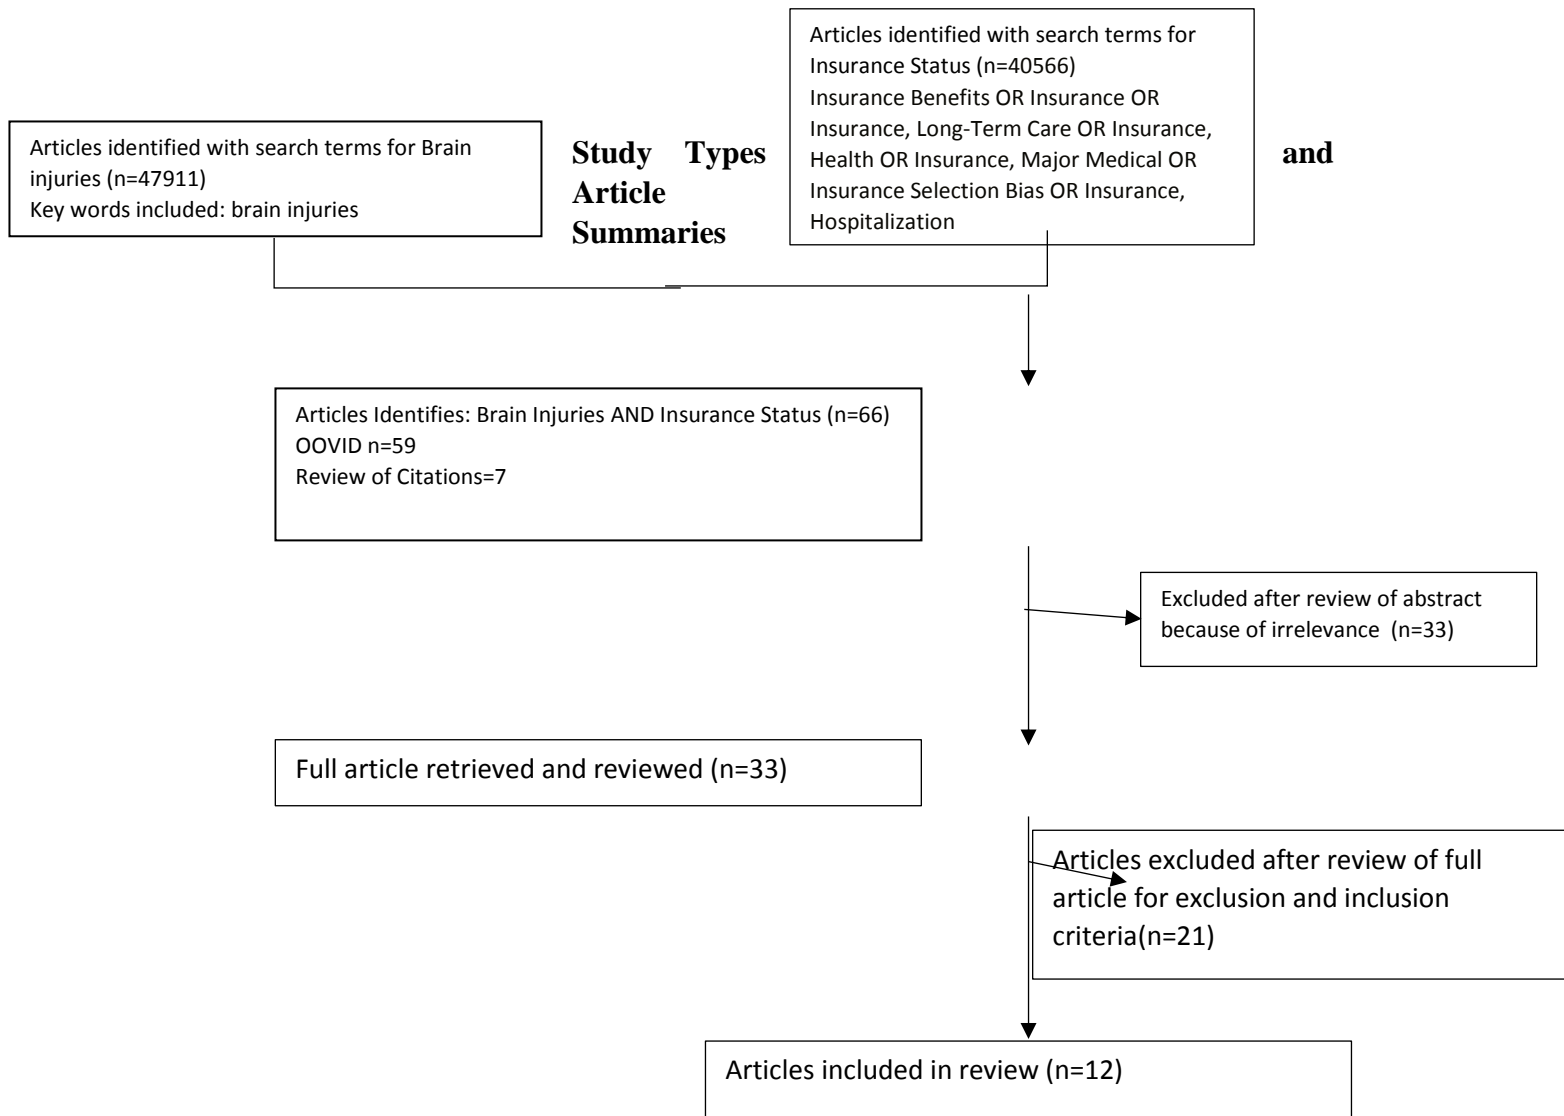 Articles identified with search terms for Brain
injuries (n=47911)
Key words included: brain injuries
Study Types
Article
Summaries
Articles identified with search terms for
Insurance Status (n=40566)
Insurance Benefits OR Insurance OR
Insurance, Long-Term Care OR Insurance,
Health OR Insurance, Major Medical OR
Insurance Selection Bias OR Insurance,
Hospitalization
and
Articles Identifies: Brain Injuries AND Insurance Status (n=66)
OOVID n=59
Review of Citations=7
Excluded after review of abstract
because of irrelevance  (n=33)
Full article retrieved and reviewed (n=33)
Articles excluded after review of full
article for exclusion and inclusion
criteria(n=21)
Articles included in review (n=12)